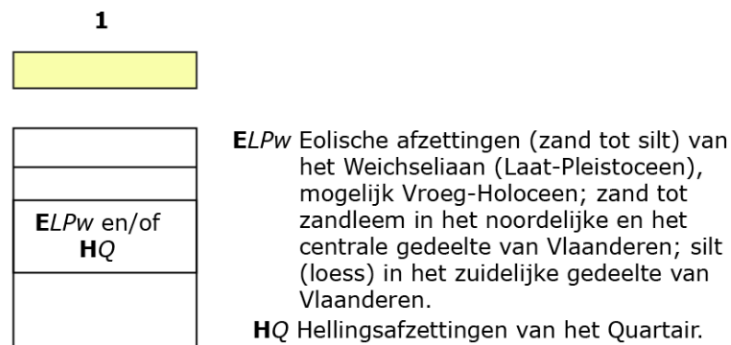 1
ELPw en/of
HQ
ELPw Eolische afzettingen (zand tot silt) van
het Weichseliaan (Laat-Pleistoceen),
mogelijk Vroeg-Holoceen; zand tot
zandleem in het noordelijke en het
centrale gedeelte van Vlaanderen; silt
(loess) in het zuidelijke gedeelte van
Vlaanderen.
HQ Hellingsafzettingen van het Quartair.